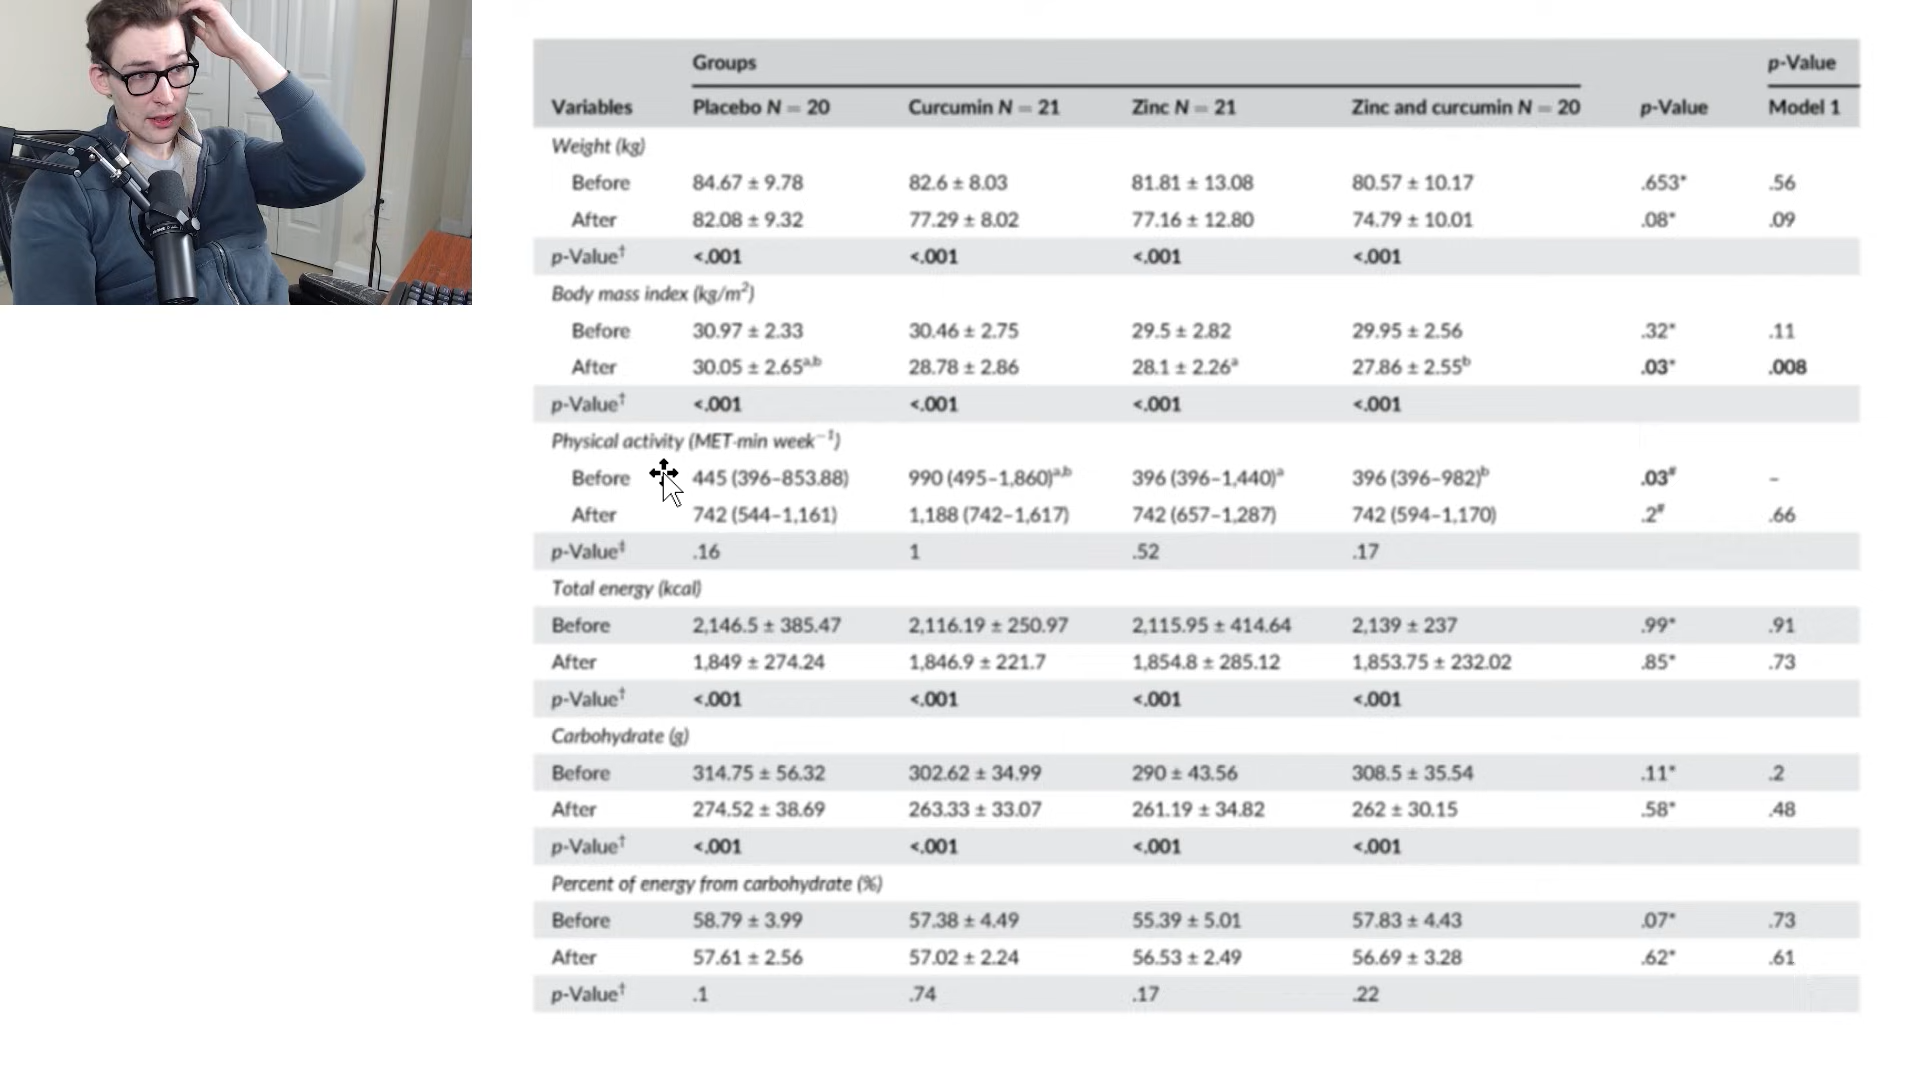 Groups p-Value
Variables Placebo N = 20 Curcumin N = 21 Zinc N = 21 Zinc and curcumin N = 20 p-Value Model 1
Weight (kg)
Before 84.67 ± 9.78 82.6 ± 8.03 81.81 ± 13.08 80.57 ± 10.17 .653* .56
After 82.08 ± 9.32 77.29 ± 8.02 77.16 ± 12.80 74.79 ± 10.01 .08* .09
p-Value† <.001 <.001 <.001 <.001
Body mass index (kg/m²)
Before 30.97 ± 2.33 30.46 ± 2.75 29.5 ± 2.82 29.95 ± 2.56 .32* .11
After 30.05 ± 2.65a,b 28.78 ± 2.86 28.1 ± 2.26a 27.86 ± 2.55b .03* .008
p-Value† <.001 <.001 <.001 <.001
Physical activity (MET-min week⁻¹)
Before 445 (396–853.88) 990 (495–1,860)a,b 396 (396–1,440)a 396 (396–982)b .03# –
After 742 (544–1,161) 1,188 (742–1,617) 742 (657–1,287) 742 (594–1,170) .2# .66
p-Value‡ .16 1 .52 .17
Total energy (kcal)
Before 2,146.5 ± 385.47 2,116.19 ± 250.97 2,115.95 ± 414.64 2,139 ± 237 .99* .91
After 1,849 ± 274.24 1,846.9 ± 221.7 1,854.8 ± 285.12 1,853.75 ± 232.02 .85* .73
p-Value† <.001 <.001 <.001 <.001
Carbohydrate (g)
Before 314.75 ± 56.32 302.62 ± 34.99 290 ± 43.56 308.5 ± 35.54 .11* .2
After 274.52 ± 38.69 263.33 ± 33.07 261.19 ± 34.82 262 ± 30.15 .58* .48
p-Value† <.001 <.001 <.001 <.001
Percent of energy from carbohydrate (%)
Before 58.79 ± 3.99 57.38 ± 4.49 55.39 ± 5.01 57.83 ± 4.43 .07* .73
After 57.61 ± 2.56 57.02 ± 2.24 56.53 ± 2.49 56.69 ± 3.28 .62* .61
p-Value† .1 .74 .17 .22